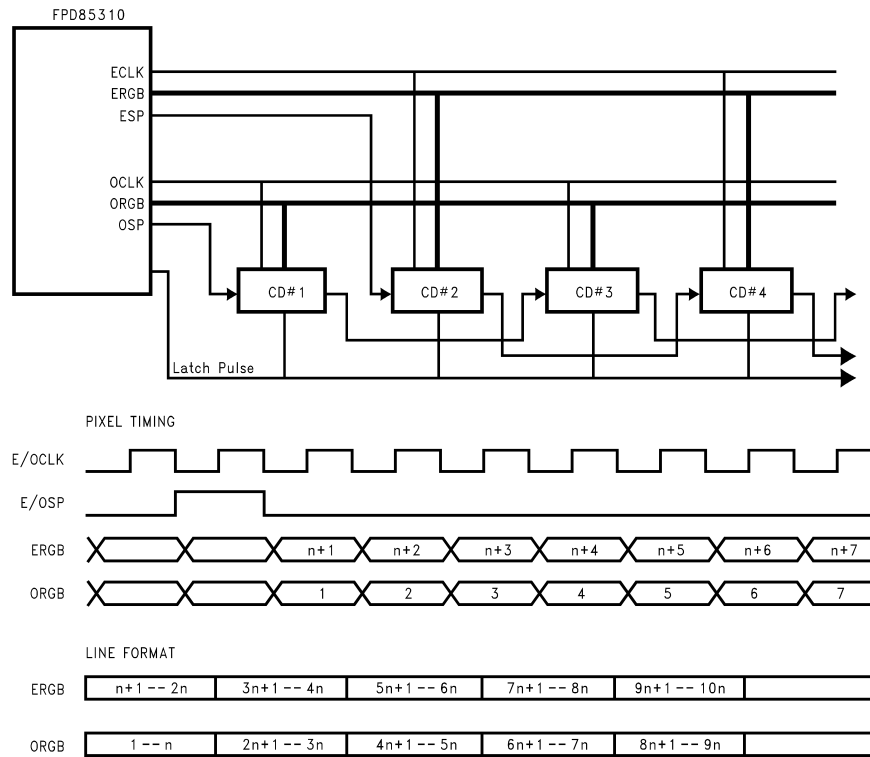 FPD85310
ECLK
ERGB
ESP
OCLK
ORGB
OSP
CD#1 CD#2 CD#3 CD#4
Latch Pulse
PIXEL TIMING
E/OCLK
E/OSP
ERGB n+1 n+2 n+3 n+4 n+5 n+6 n+7
ORGB 1 2 3 4 5 6 7
LINE FORMAT
ERGB n+1 -- 2n 3n+1 -- 4n 5n+1 -- 6n 7n+1 -- 8n 9n+1 -- 10n
ORGB 1 -- n 2n+1 -- 3n 4n+1 -- 5n 6n+1 -- 7n 8n+1 -- 9n